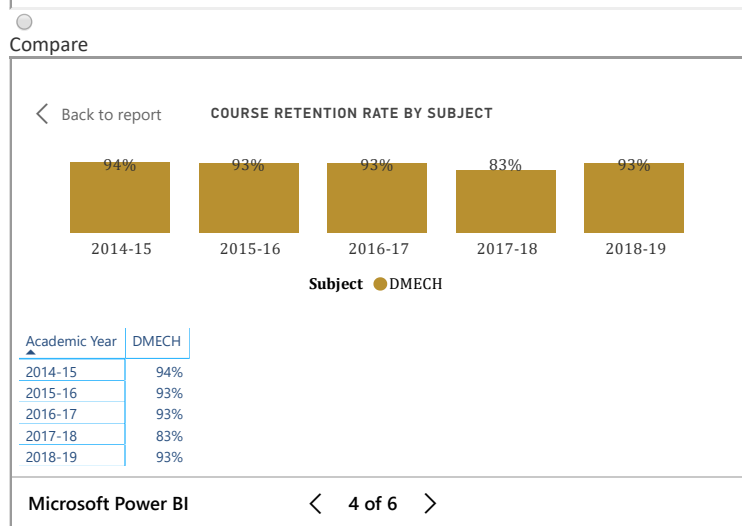 Compare
Back to report
COURSE RETENTION RATE BY SUBJECT
94% 93% 93% 83% 93%
2014-15 2015-16 2016-17 2017-18 2018-19
Subject DMECH
Academic Year DMECH
2014-15 94%
2015-16 93%
2016-17 93%
2017-18 83%
2018-19 93%
Microsoft Power BI 4 of 6